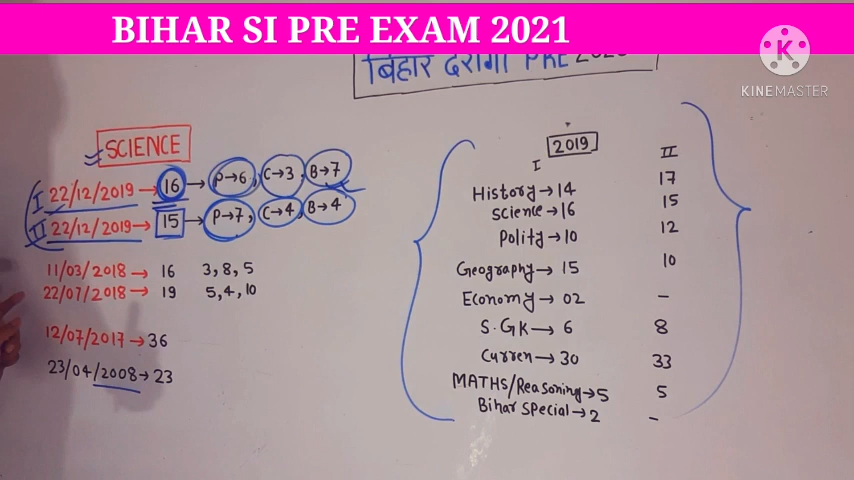 BIHAR SI PRE EXAM 2021
K
KINEMASTER
बिहार दरोगा PRE 2020
SCIENCE
I 22/12/2019 → 16 → P→6, C→3, B→7
II 22/12/2019 → 15 → P→7, C→4, B→4
11/03/2018 → 16 3, 8, 5
22/07/2018 → 19 5, 4, 10
12/07/2017 → 36
23/04/2008 → 23
2019
I II
History → 14 17
Science → 16 15
Polity → 10 12
Geography → 15 10
Economy → 02 -
S.GK → 6 8
Curren → 30 33
MATHS/Reasoning → 5 5
Bihar Special → 2 -